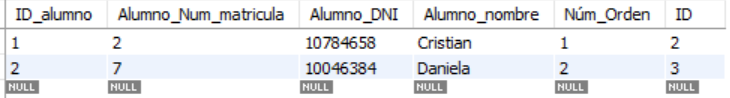 ID_alumno Alumno_Num_matricula Alumno_DNI Alumno_nombre Núm_Orden ID
1 2 10784658 Cristian 1 2
2 7 10046384 Daniela 2 3
NULL NULL NULL NULL NULL NULL